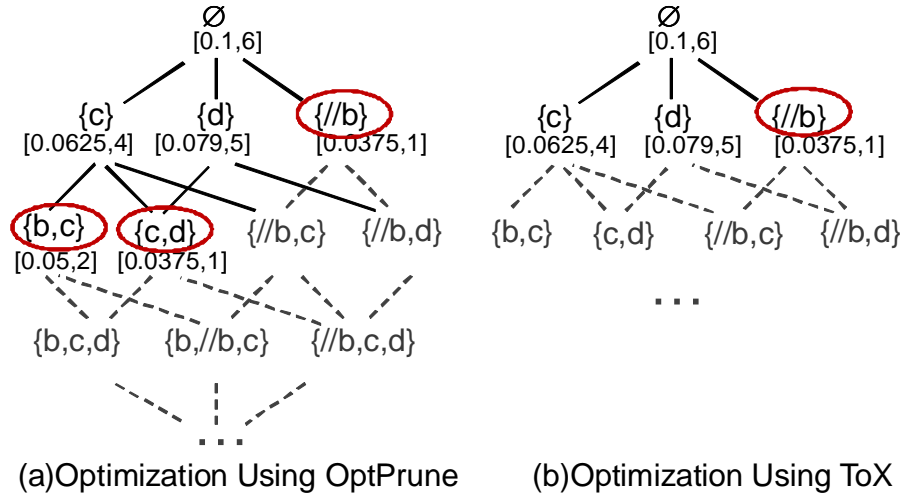 ∅
[0.1,6]
{c} {d} {//b}
[0.0625,4] [0.079,5] [0.0375,1]
{b,c} {c,d} {//b,c} {//b,d}
[0.05,2] [0.0375,1]
{b,c,d} {b,//b,c} {//b,c,d}
...
(a)Optimization Using OptPrune
∅
[0.1,6]
{c} {d} {//b}
[0.0625,4] [0.079,5] [0.0375,1]
{b,c} {c,d} {//b,c} {//b,d}
...
(b)Optimization Using ToX